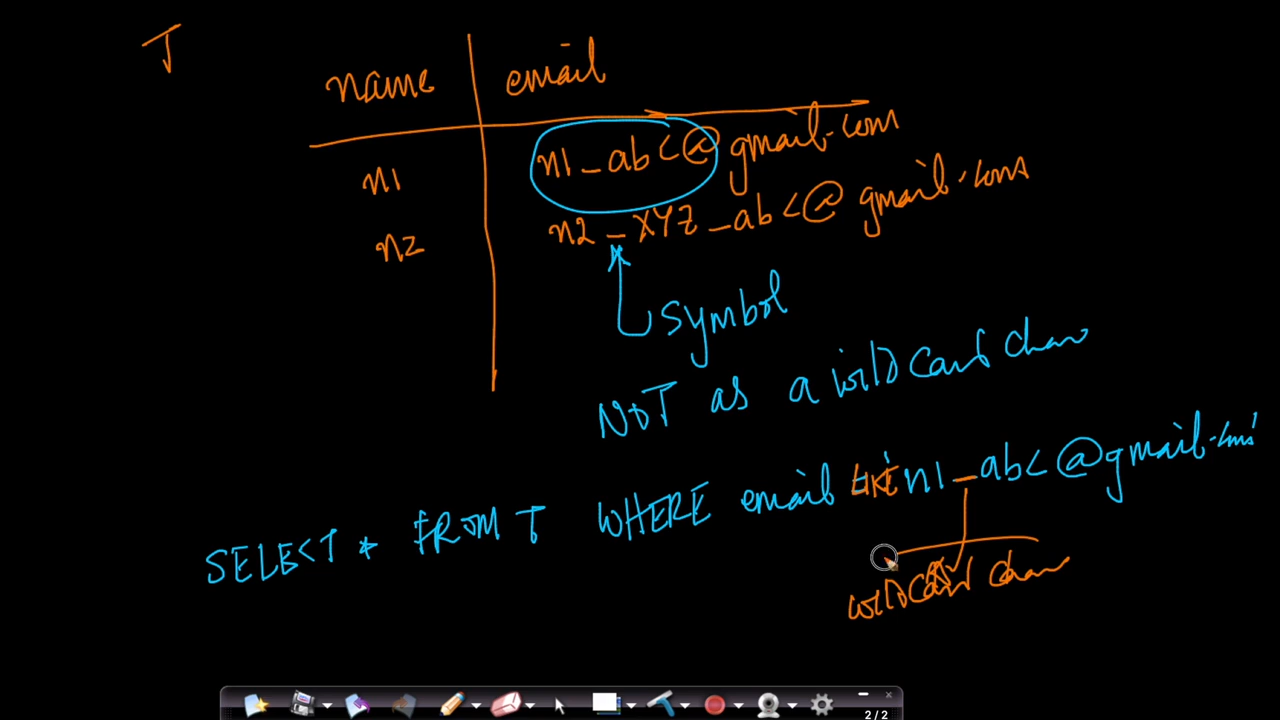 T
name email
n1 n1_abc@gmail.com
n2 n2_XYZ_abc@gmail.com
symbol
NOT as a wildcard char
SELECT * FROM T WHERE email LIKE 'n1_abc@gmail.com'
wildcard char
2/2